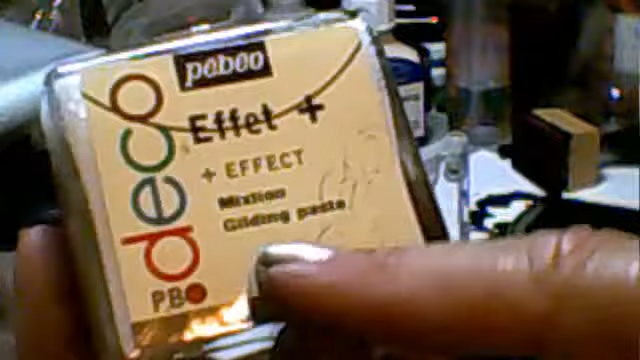 pebeo
deco
Effet +
+ EFFECT
Mixtion
Gilding paste
PBO